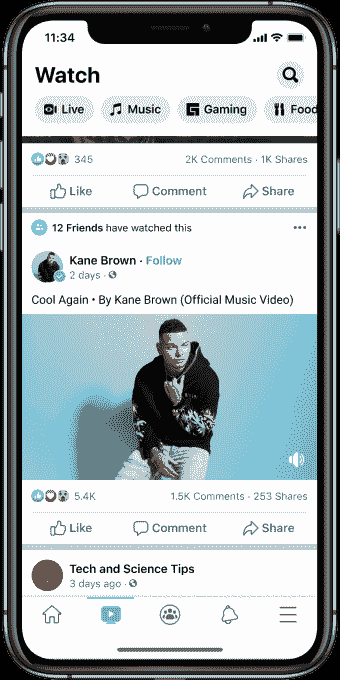 11:34
Watch
Live Music Gaming Food
345 2K Comments · 1K Shares
Like Comment Share
12 Friends have watched this
Kane Brown · Follow
2 days ·
Cool Again • By Kane Brown (Official Music Video)
5.4K 1.5K Comments · 253 Shares
Like Comment Share
Tech and Science Tips
3 days ago ·